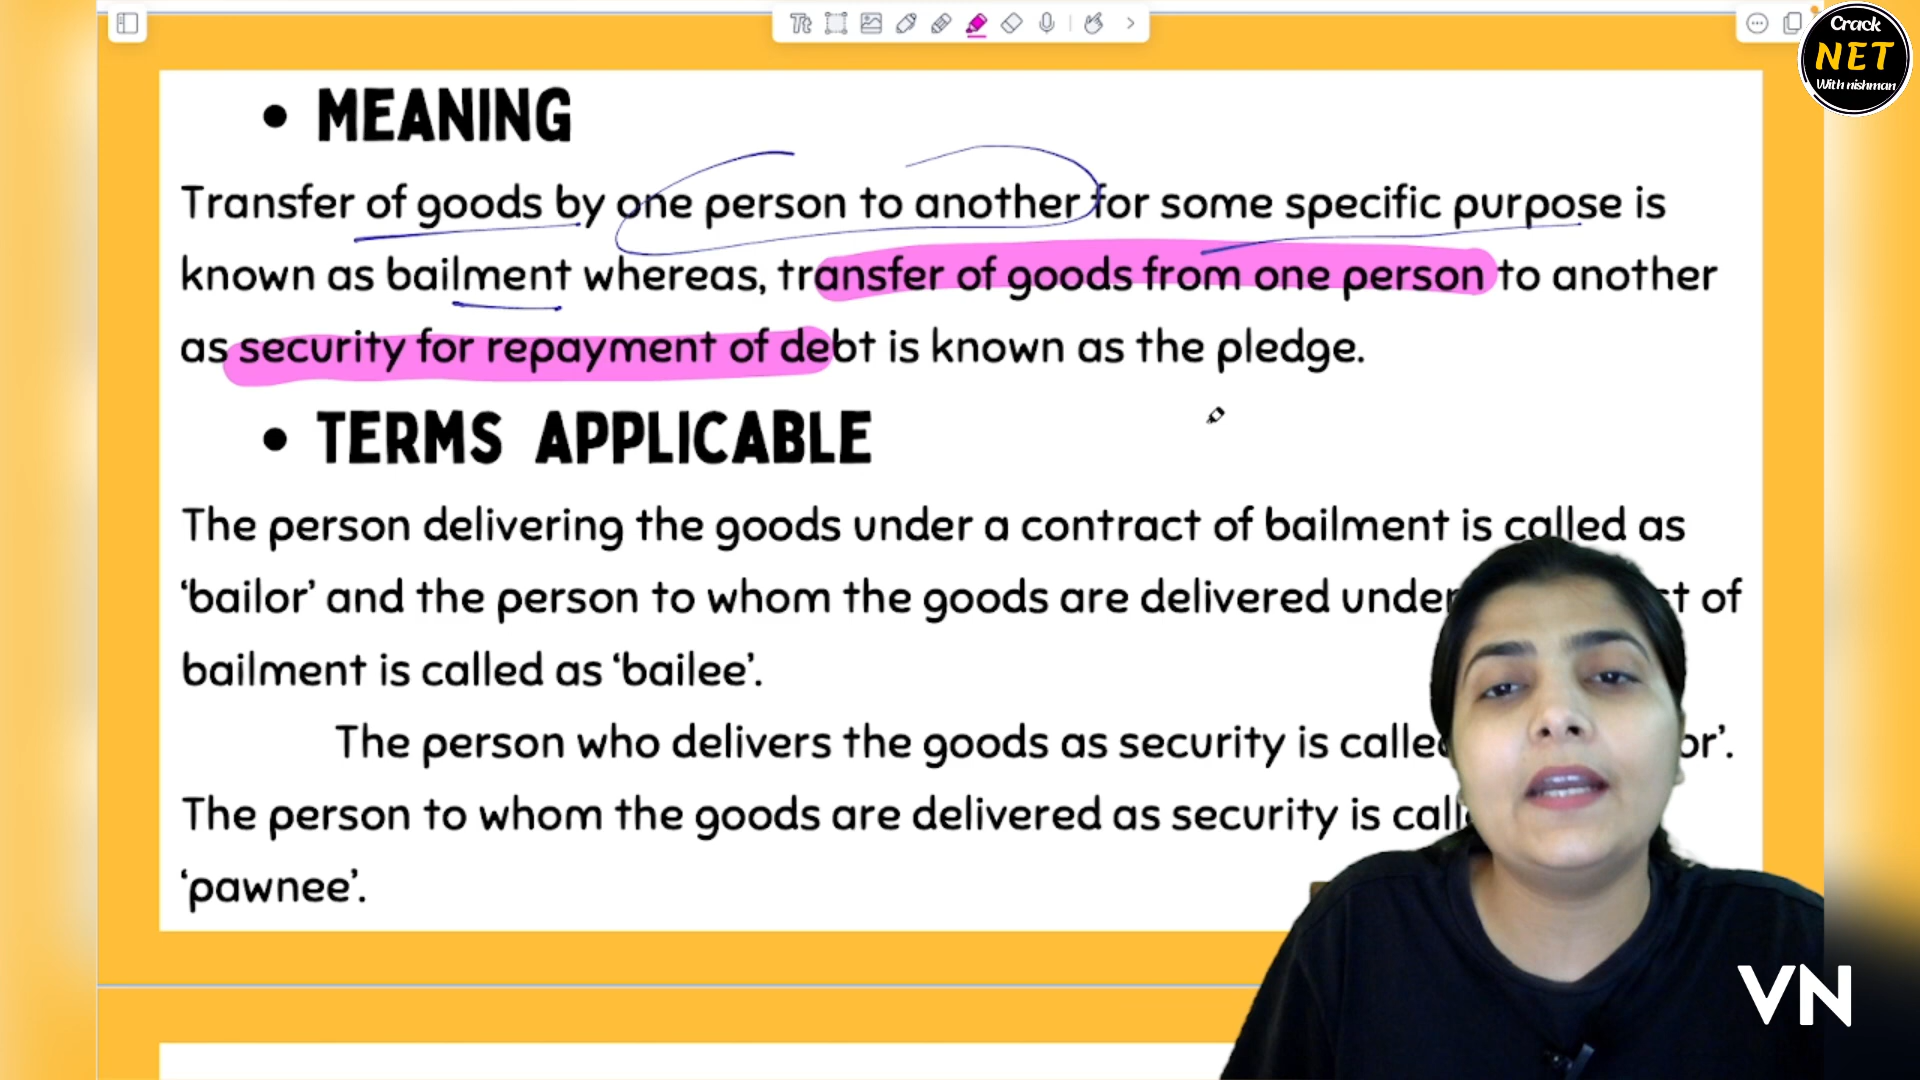 Tt
Crack
NET
With nishman
• MEANING
Transfer of goods by one person to another for some specific purpose is
known as bailment whereas, transfer of goods from one person to another
as security for repayment of debt is known as the pledge.
• TERMS APPLICABLE
The person delivering the goods under a contract of bailment is called as
‘bailor’ and the person to whom the goods are delivered under of
bailment is called as ‘bailee’.
The person who delivers the goods as security is called
The person to whom the goods are delivered as security is
‘pawnee’.
VN